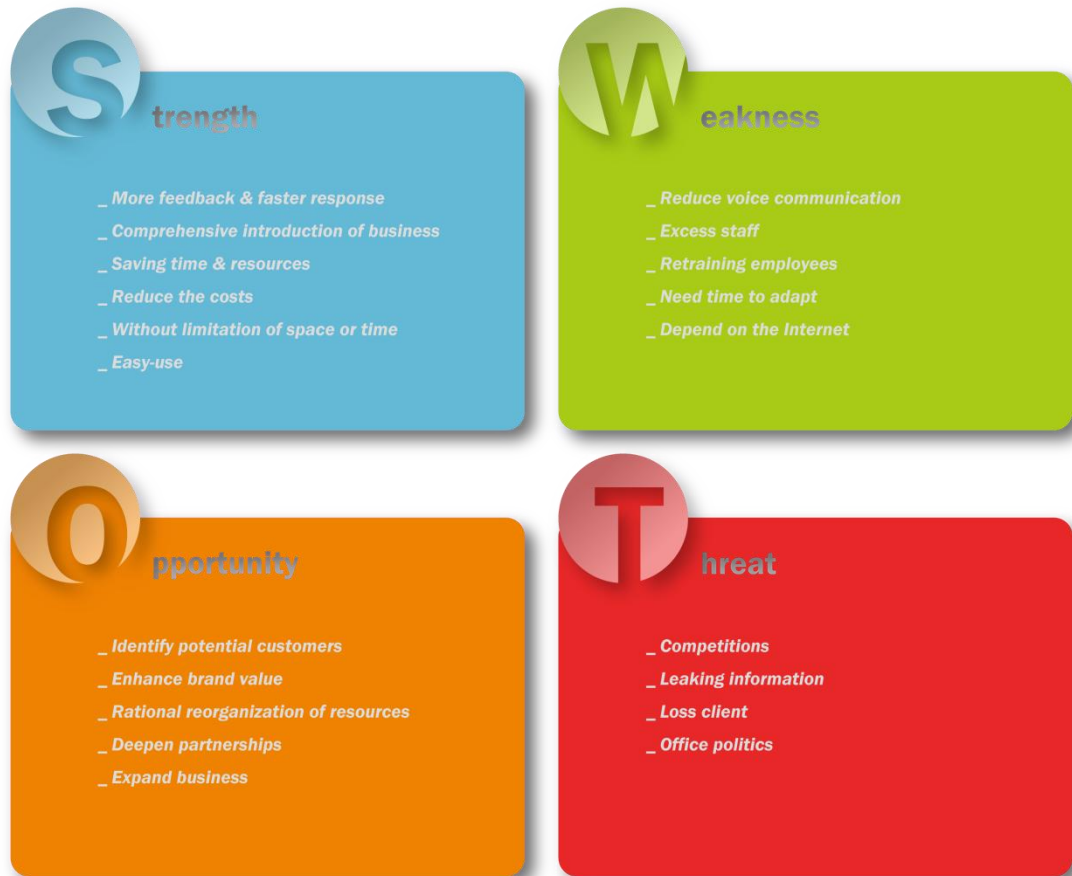 Strength
_ More feedback & faster response
_ Comprehensive introduction of business
_ Saving time & resources
_ Reduce the costs
_ Without limitation of space or time
_ Easy-use
Weakness
_ Reduce voice communication
_ Excess staff
_ Retraining employees
_ Need time to adapt
_ Depend on the Internet
Opportunity
_ Identify potential customers
_ Enhance brand value
_ Rational reorganization of resources
_ Deepen partnerships
_ Expand business
Threat
_ Competitions
_ Leaking information
_ Loss client
_ Office politics